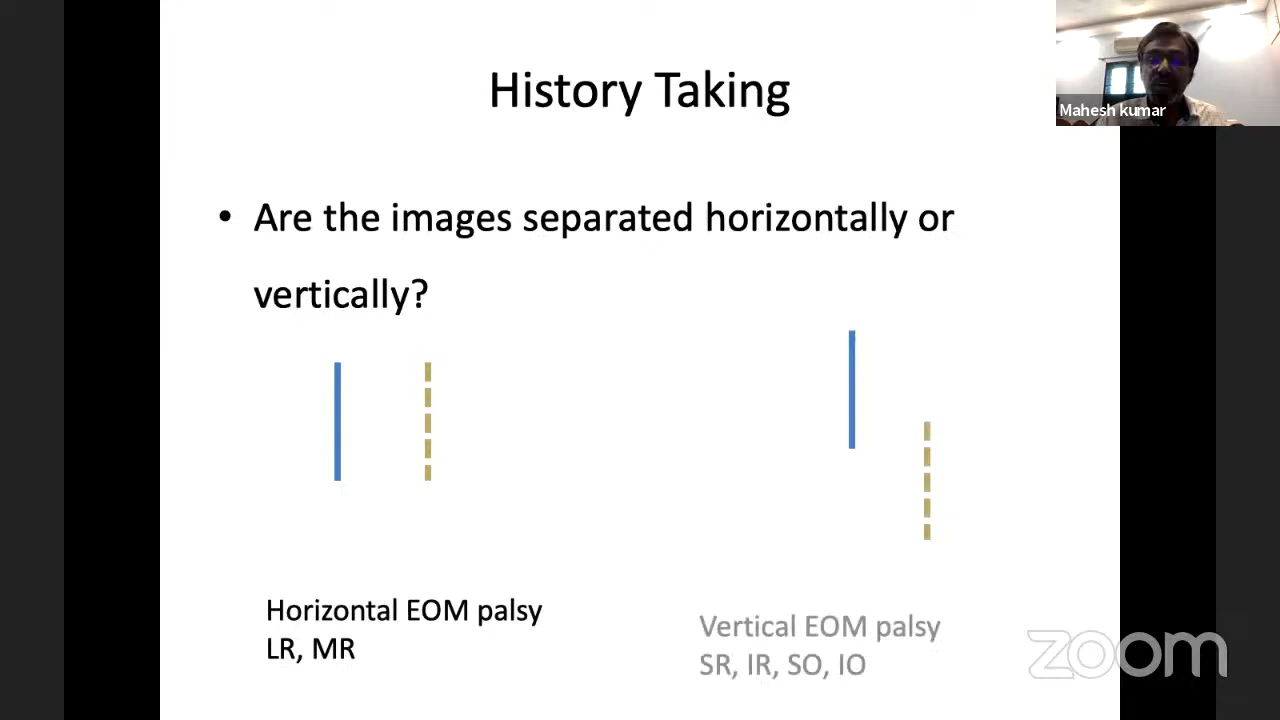 History Taking
Mahesh kumar
• Are the images separated horizontally or
vertically?
Horizontal EOM palsy
LR, MR
Vertical EOM palsy
SR, IR, SO, IO
zoom